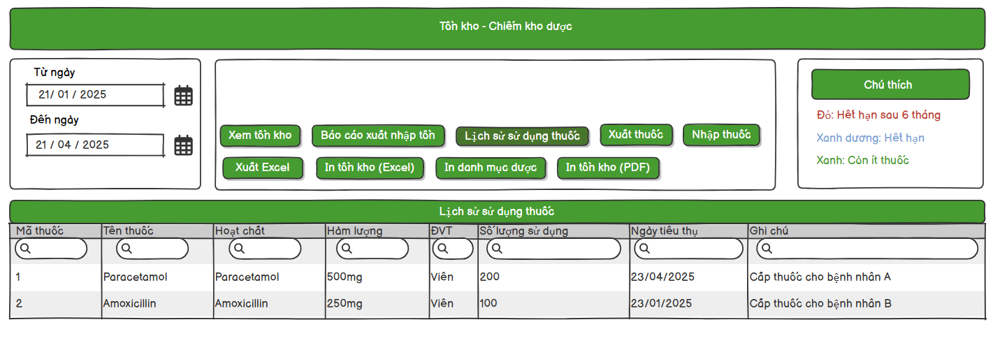 Tồn kho - Chiếm kho dược
Từ ngày
21/ 01 / 2025
Đến ngày
21 / 04 / 2025
Xem tồn kho
Báo cáo xuất nhập tồn
Lịch sử sử dụng thuốc
Xuất thuốc
Nhập thuốc
Xuất Excel
In tồn kho (Excel)
In danh mục dược
In tồn kho (PDF)
Chú thích
Đỏ: Hết hạn sau 6 tháng
Xanh dương: Hết hạn
Xanh: Còn ít thuốc
Lịch sử sử dụng thuốc
Mã thuốc Tên thuốc Hoạt chất Hàm lượng ĐVT Số lượng sử dụng Ngày tiêu thụ Ghi chú
1 Paracetamol Paracetamol 500mg Viên 200 23/04/2025 Cấp thuốc cho bệnh nhân A
2 Amoxicillin Amoxicillin 250mg Viên 100 23/01/2025 Cấp thuốc cho bệnh nhân B